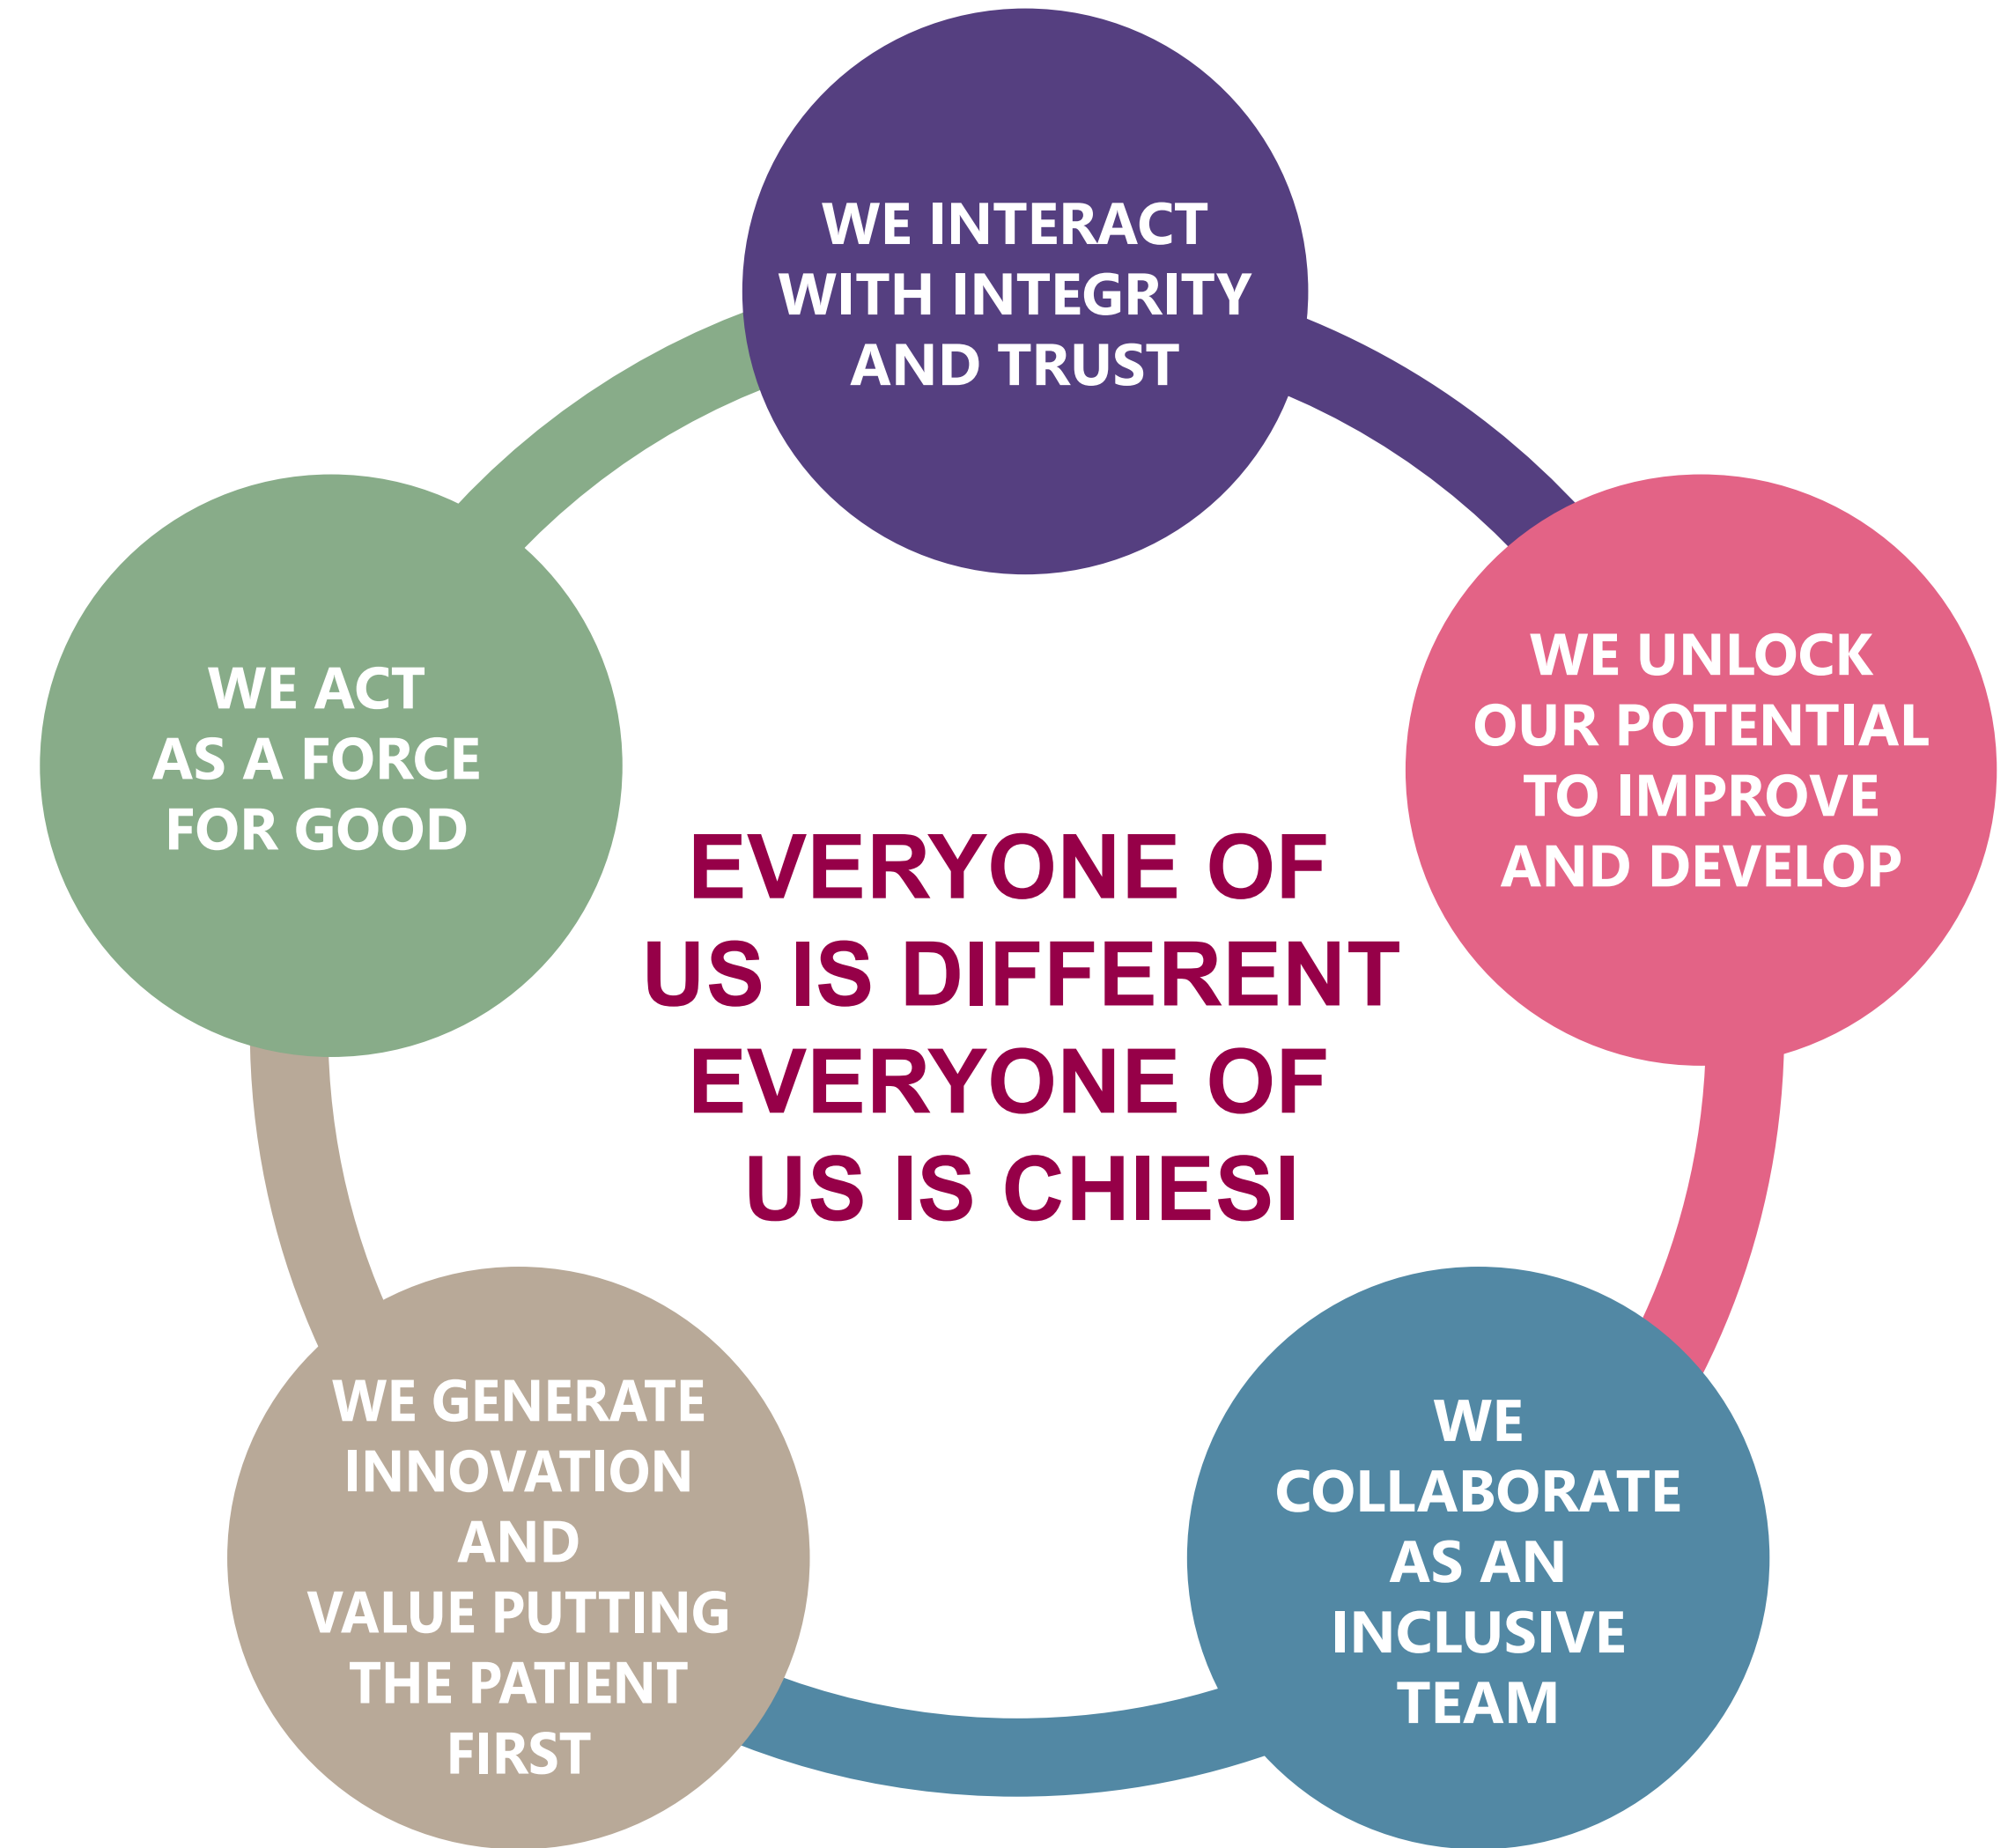 WE INTERACT
WITH INTEGRITY
AND TRUST
WE UNLOCK
OUR POTENTIAL
TO IMPROVE
AND DEVELOP
WE ACT
AS A FORCE
FOR GOOD
EVERYONE OF
US IS DIFFERENT
EVERYONE OF
US IS CHIESI
WE GENERATE
INNOVATION
AND
VALUE PUTTING
THE PATIENT
FIRST
WE
COLLABORATE
AS AN
INCLUSIVE
TEAM